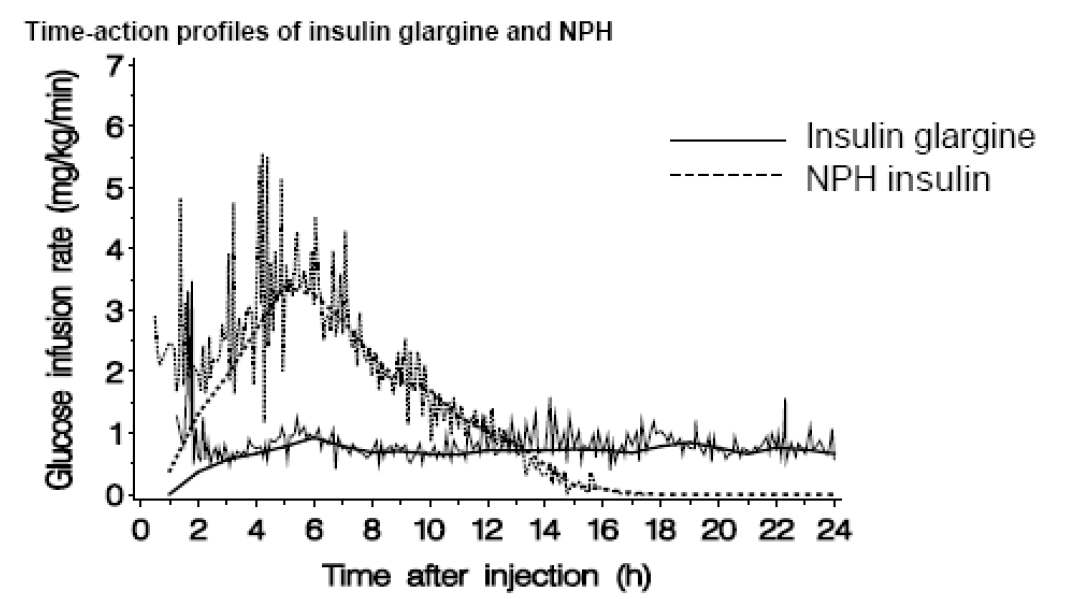 Time-action profiles of insulin glargine and NPH
Glucose infusion rate (mg/kg/min)
7
6
5
4
3
2
1
0
Insulin glargine
NPH insulin
0 2 4 6 8 10 12 14 16 18 20 22 24
Time after injection (h)